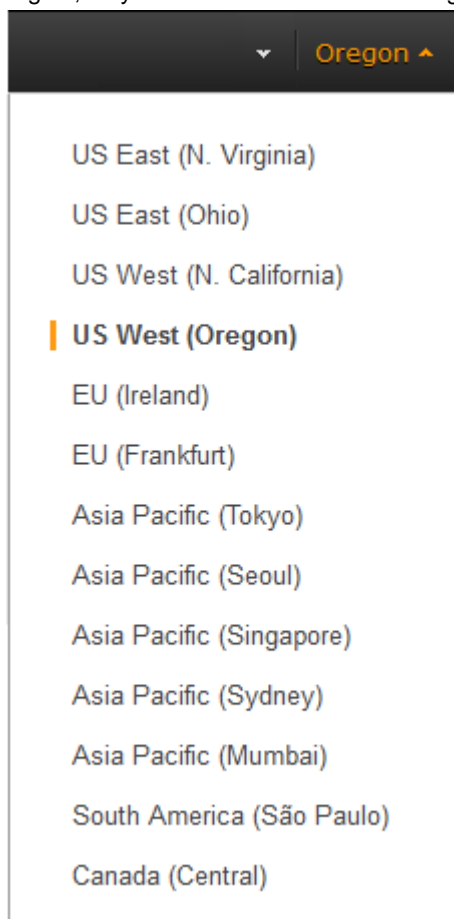 Oregon
US East (N. Virginia)
US East (Ohio)
US West (N. California)
US West (Oregon)
EU (Ireland)
EU (Frankfurt)
Asia Pacific (Tokyo)
Asia Pacific (Seoul)
Asia Pacific (Singapore)
Asia Pacific (Sydney)
Asia Pacific (Mumbai)
South America (São Paulo)
Canada (Central)